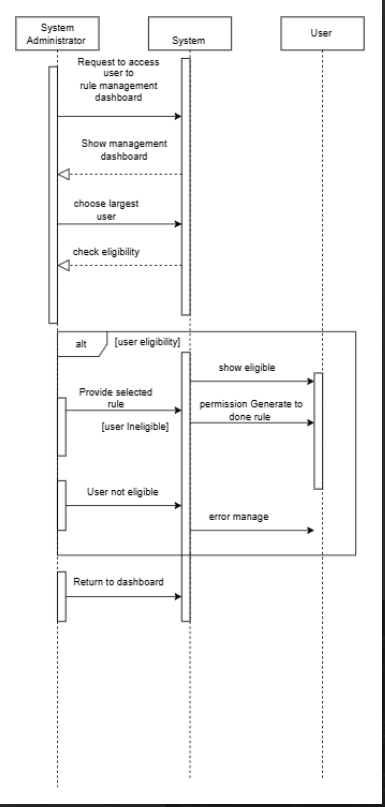 System
Administrator
System
User
Request to access
user to
rule management
dashboard
Show management
dashboard
choose largest
user
check eligibility
alt
[user eligibility]
show eligible
Provide selected
rule
permission Generate to
done rule
[user Ineligible]
User not eligible
error manage
Return to dashboard